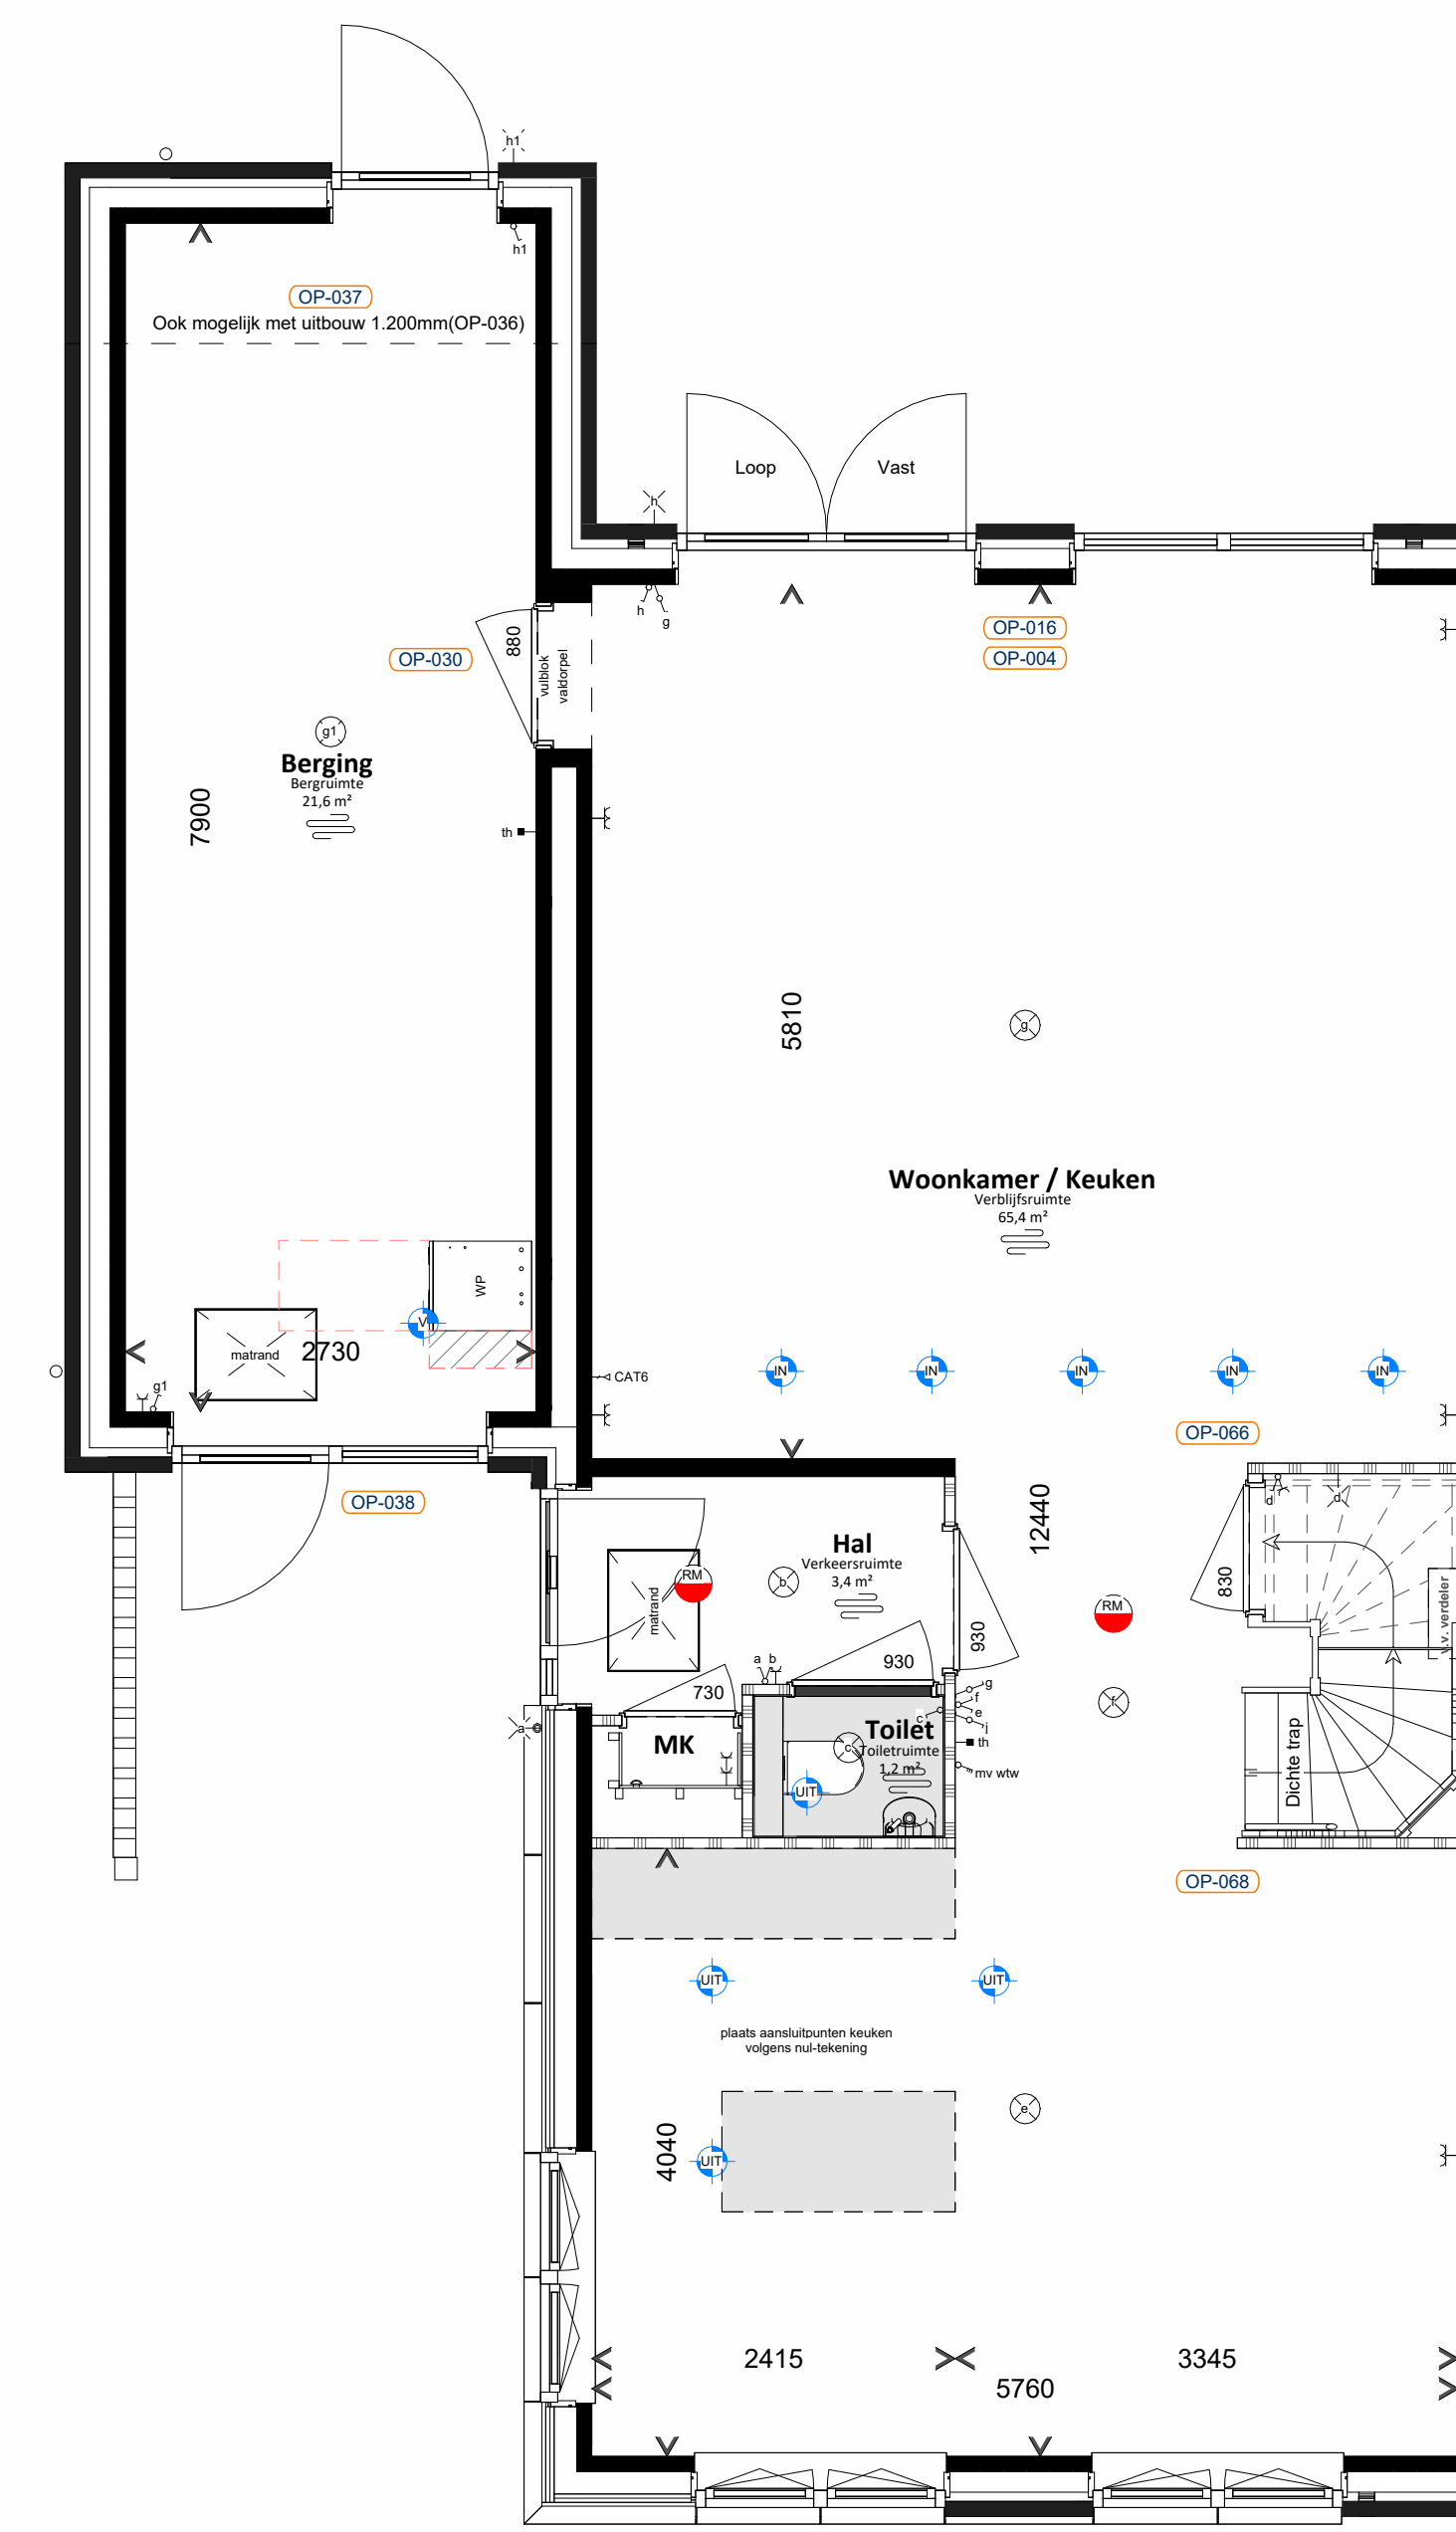 h1
h1
OP-037
Ook mogelijk met uitbouw 1.200mm(OP-036)
Loop
Vast
h
h
g
OP-016
OP-004
880
vulblok
valdorpel
OP-030
g1
Berging
Bergruimte
21,6 m²
7900
th
5810
g
Woonkamer / Keuken
Verblijfsruimte
65,4 m²
WP
V
matrand
2730
g1
CAT6
IN
IN
IN
IN
IN
OP-066
OP-038
12440
d
d
Hal
Verkeersruimte
3,4 m²
b
RM
matrand
830
v.v. verdeler
RM
930
930
a b
730
g
f
e
j
c
th
mv wtw
f
a
MK
Toilet
Toiletruimte
1,2 m²
c
UIT
Dichte trap
OP-068
UIT
UIT
plaats aansluitpunten keuken
volgens nul-tekening
e
4040
UIT
2415
3345
5760